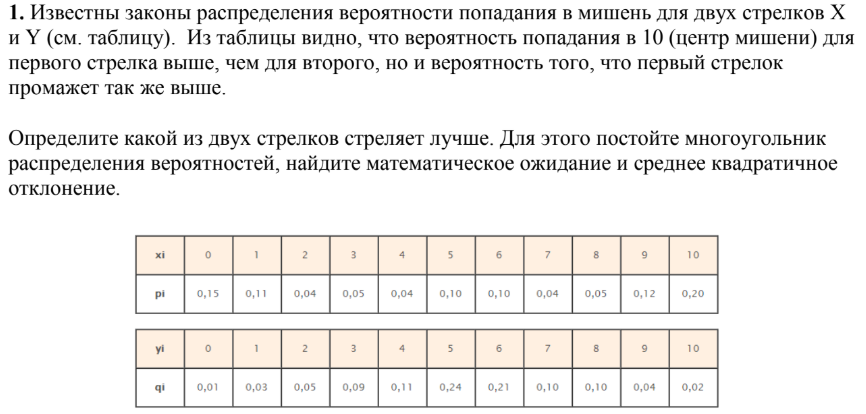 1. Известны законы распределения вероятности попадания в мишень для двух стрелков X
и Y (см. таблицу). Из таблицы видно, что вероятность попадания в 10 (центр мишени) для
первого стрелка выше, чем для второго, но и вероятность того, что первый стрелок
промажет так же выше.
Определите какой из двух стрелков стреляет лучше. Для этого постойте многоугольник
распределения вероятностей, найдите математическое ожидание и среднее квадратичное
отклонение.
xi 0 1 2 3 4 5 6 7 8 9 10
pi 0,15 0,11 0,04 0,05 0,04 0,10 0,10 0,04 0,05 0,12 0,20
yi 0 1 2 3 4 5 6 7 8 9 10
qi 0,01 0,03 0,05 0,09 0,11 0,24 0,21 0,10 0,10 0,04 0,02